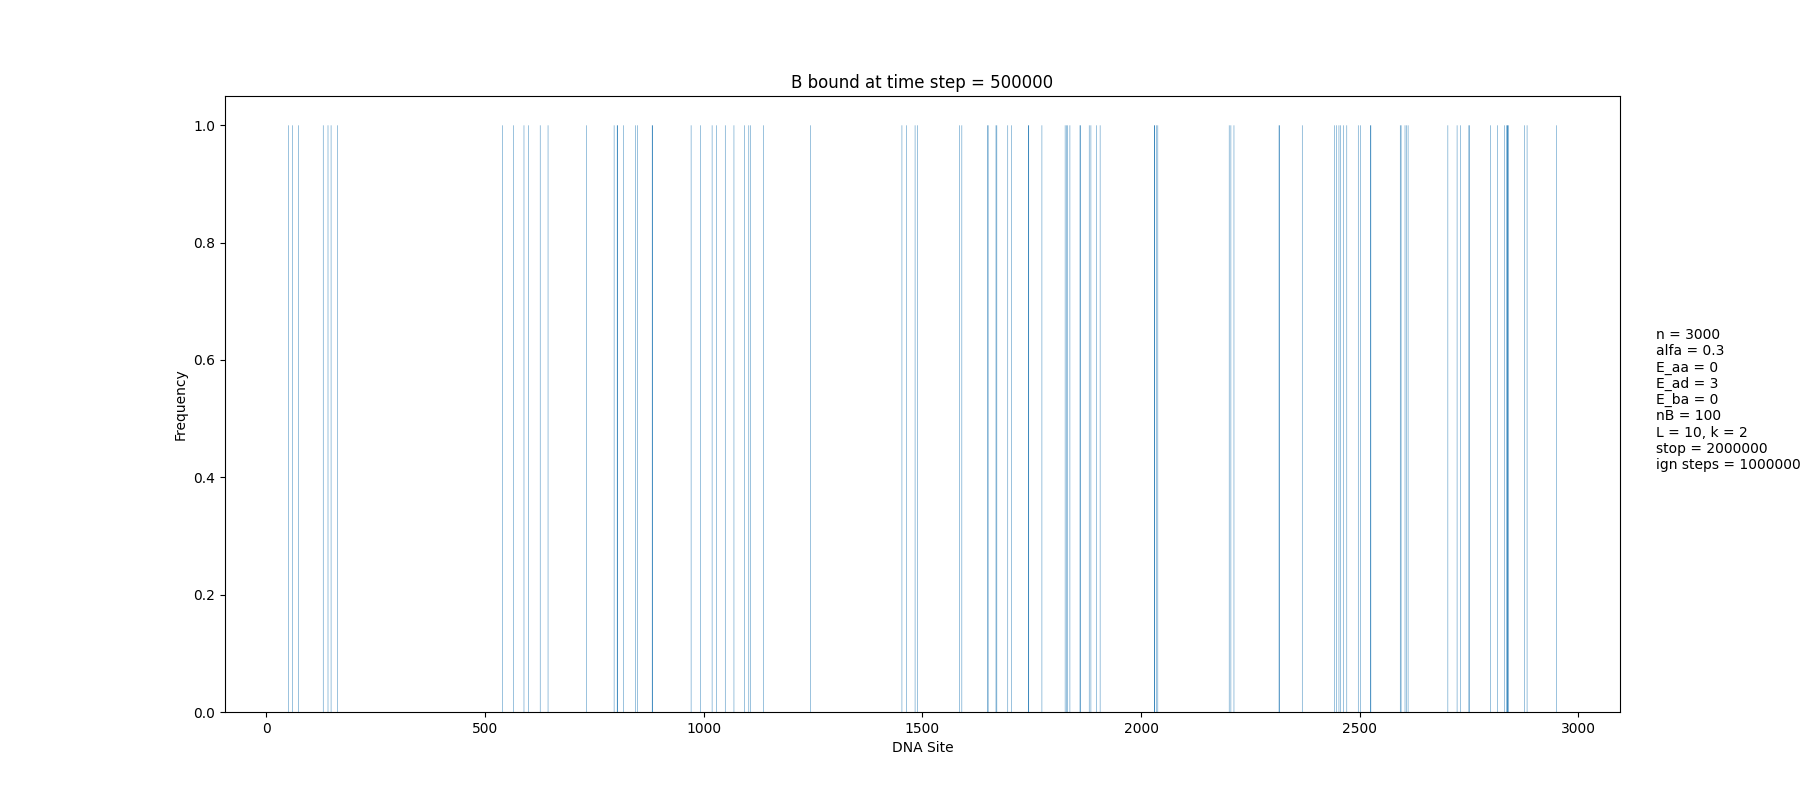 B bound at time step = 500000
1.0
0.8
0.6
0.4
0.2
0.0
Frequency
0 500 1000 1500 2000 2500 3000
DNA Site
n = 3000
alfa = 0.3
E_aa = 0
E_ad = 3
E_ba = 0
nB = 100
L = 10, k = 2
stop = 2000000
ign steps = 1000000